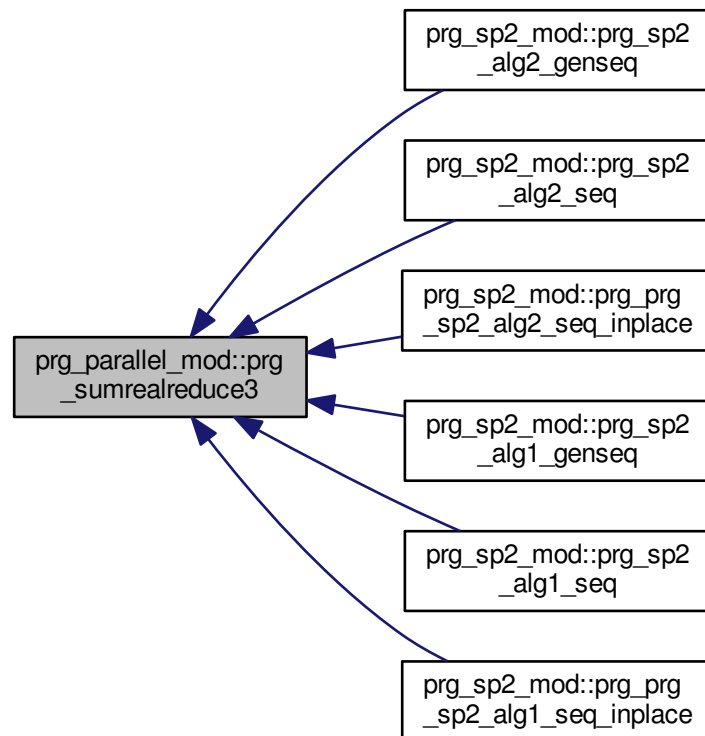 prg_sp2_mod::prg_sp2
_alg2_genseq
prg_sp2_mod::prg_sp2
_alg2_seq
prg_sp2_mod::prg_prg
_sp2_alg2_seq_inplace
prg_parallel_mod::prg
_sumrealreduce3
prg_sp2_mod::prg_sp2
_alg1_genseq
prg_sp2_mod::prg_sp2
_alg1_seq
prg_sp2_mod::prg_prg
_sp2_alg1_seq_inplace